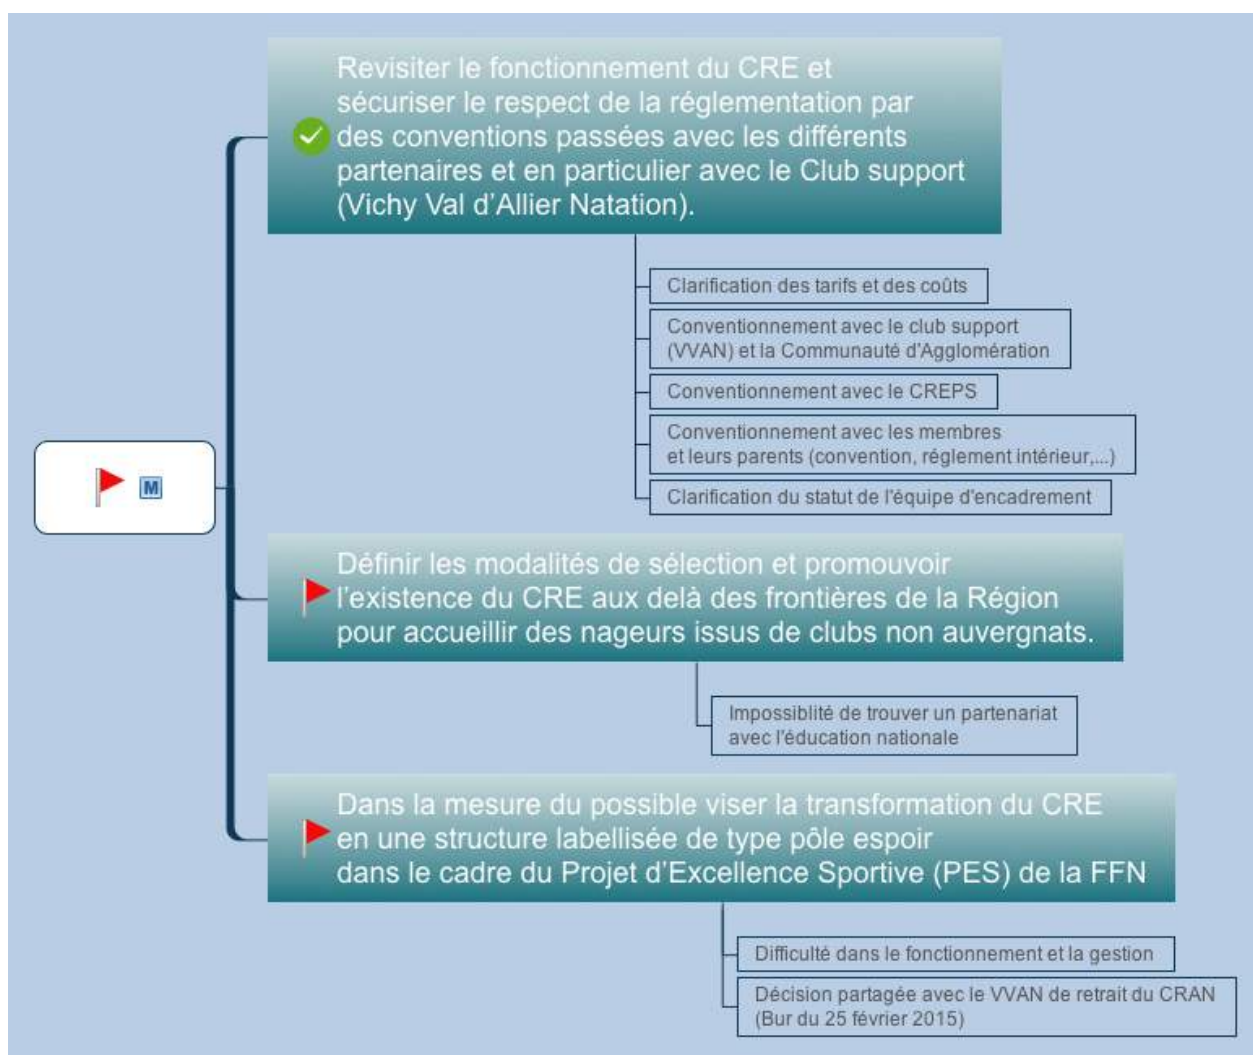 Revisiter le fonctionnement du CRE et
sécuriser le respect de la réglementation par
des conventions passées avec les différents
partenaires et en particulier avec le Club support
(Vichy Val d'Allier Natation).
Clarification des tarifs et des coûts
Conventionnement avec le club support
(VVAN) et la Communauté d'Agglomération
Conventionnement avec le CREPS
Conventionnement avec les membres
et leurs parents (convention, réglement intérieur,...)
Clarification du statut de l'équipe d'encadrement
M
Définir les modalités de sélection et promouvoir
l'existence du CRE aux delà des frontières de la Région
pour accueillir des nageurs issus de clubs non auvergnats.
Impossiblité de trouver un partenariat
avec l'éducation nationale
Dans la mesure du possible viser la transformation du CRE
en une structure labellisée de type pôle espoir
dans le cadre du Projet d'Excellence Sportive (PES) de la FFN
Difficulté dans le fonctionnement et la gestion
Décision partagée avec le VVAN de retrait du CRAN
(Bur du 25 février 2015)